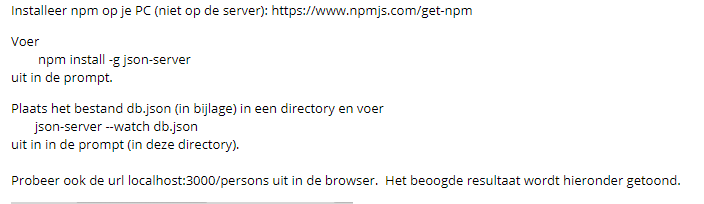 Installeer npm op je PC (niet op de server): https://www.npmjs.com/get-npm
Voer
npm install -g json-server
uit in de prompt.
Plaats het bestand db.json (in bijlage) in een directory en voer
json-server --watch db.json
uit in in de prompt (in deze directory).
Probeer ook de url localhost:3000/persons uit in de browser.  Het beoogde resultaat wordt hieronder getoond.